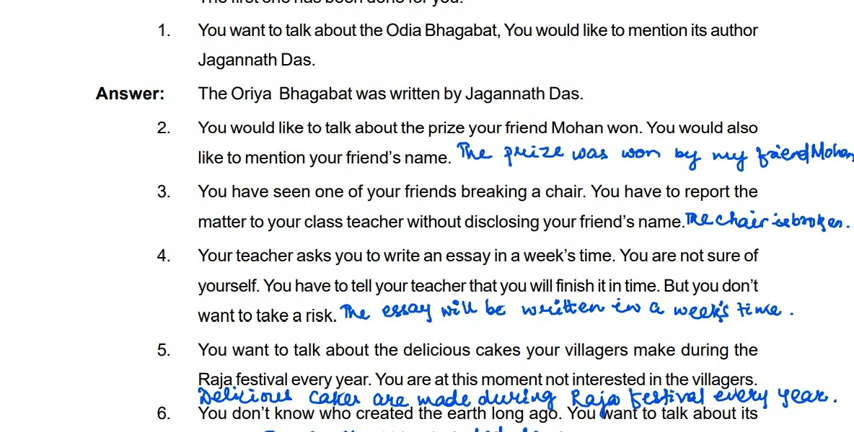 The first one has been done for you.
1. You want to talk about the Odia Bhagabat, You would like to mention its author
Jagannath Das.
Answer: The Oriya Bhagabat was written by Jagannath Das.
2. You would like to talk about the prize your friend Mohan won. You would also
like to mention your friend's name. The prize was won by my friend Mohan
3. You have seen one of your friends breaking a chair. You have to report the
matter to your class teacher without disclosing your friend's name. The chair is broken.
4. Your teacher asks you to write an essay in a week's time. You are not sure of
yourself. You have to tell your teacher that you will finish it in time. But you don't
want to take a risk. The essay will be written in a week's time.
5. You want to talk about the delicious cakes your villagers make during the
Raja festival every year. You are at this moment not interested in the villagers.
Delicious cakes are made during Raja festival every year.
6. You don't know who created the earth long ago. You want to talk about its